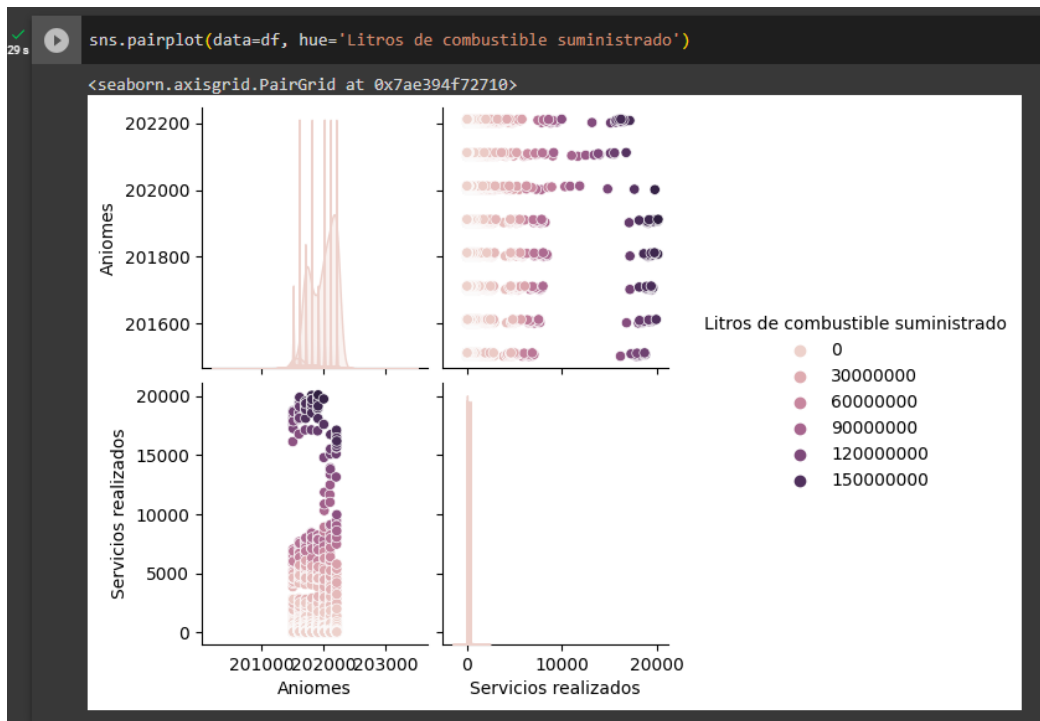 sns.pairplot(data=df, hue='Litros de combustible suministrado')
29 s
<seaborn.axisgrid.PairGrid at 0x7ae394f72710>
202200
202000
201800
201600
Aniomes
Litros de combustible suministrado
0
30000000
60000000
90000000
120000000
150000000
20000
15000
10000
5000
0
Servicios realizados
201000
202000
203000
Aniomes
0
10000
20000
Servicios realizados